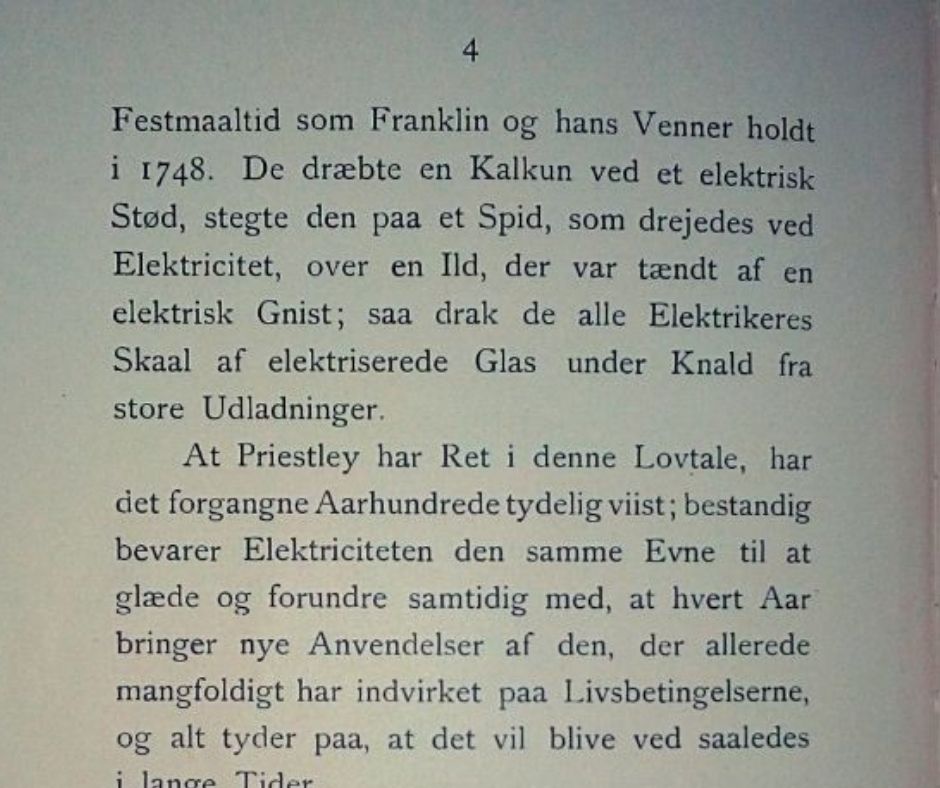 4
Festmaaltid som Franklin og hans Venner holdt
i 1748. De dræbte en Kalkun ved et elektrisk
Stød, stegte den paa et Spid, som drejedes ved
Elektricitet, over en Ild, der var tændt af en
elektrisk Gnist; saa drak de alle Elektrikeres
Skaal af elektriserede Glas under Knald fra
store Udladninger.
At Priestley har Ret i denne Lovtale, har
det forgangne Aarhundrede tydelig viist; bestandig
bevarer Elektriciteten den samme Evne til at
glæde og forundre samtidig med, at hvert Aar
bringer nye Anvendelser af den, der allerede
mangfoldigt har indvirket paa Livsbetingelserne,
og alt tyder paa, at det vil blive ved saaledes
i lange Tider